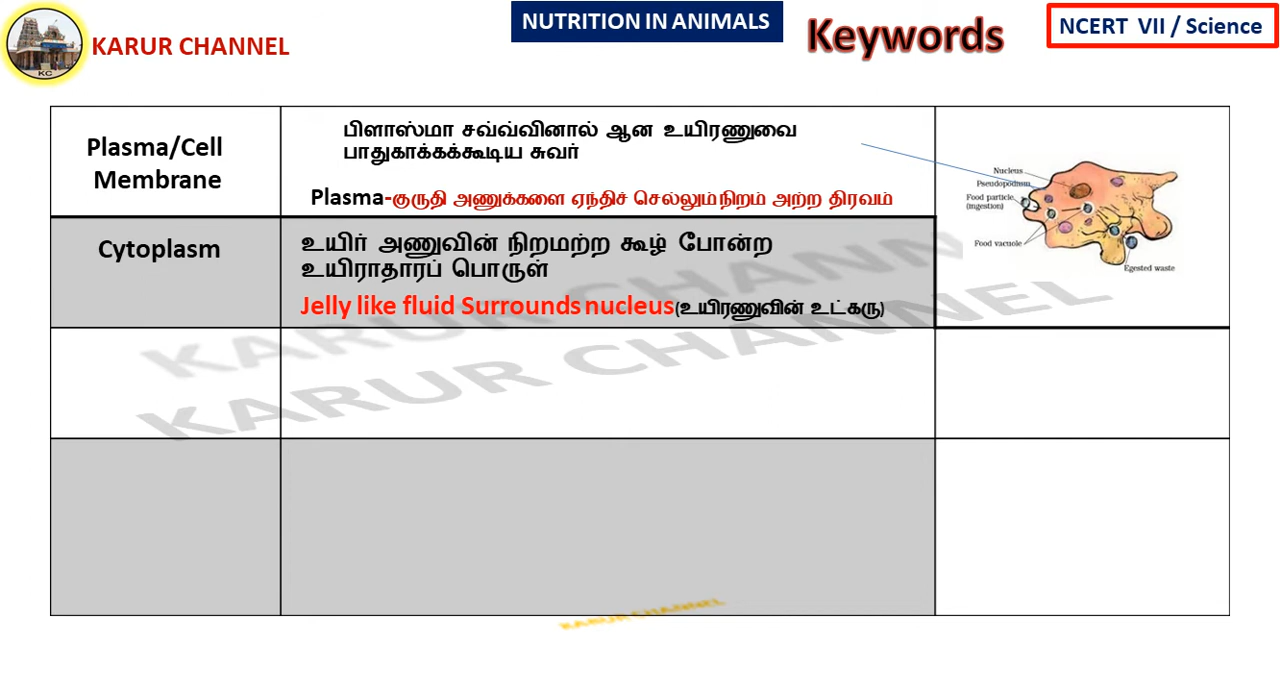 KARUR CHANNEL
NUTRITION IN ANIMALS
Keywords
NCERT VII / Science
KC
Plasma/Cell
Membrane
பிளாஸ்மா சவ்வ்வினால் ஆன உயிரணுவை
பாதுகாக்கக்கூடிய சுவர்
Plasma-குருதி அணுக்களை ஏந்திச் செல்லும்நிறம் அற்ற திரவம்
Nucleus
Pseudopodium
Food particle
(ingestion)
Food vacuole
Egested waste
Cytoplasm
உயிர் அணுவின் நிறமற்ற கூழ் போன்ற
உயிராதாரப் பொருள்
Jelly like fluid Surrounds nucleus(உயிரணுவின் உட்கரு)
KARUR CHANN
KARUR CHANNEL
KARUR CHANNEL